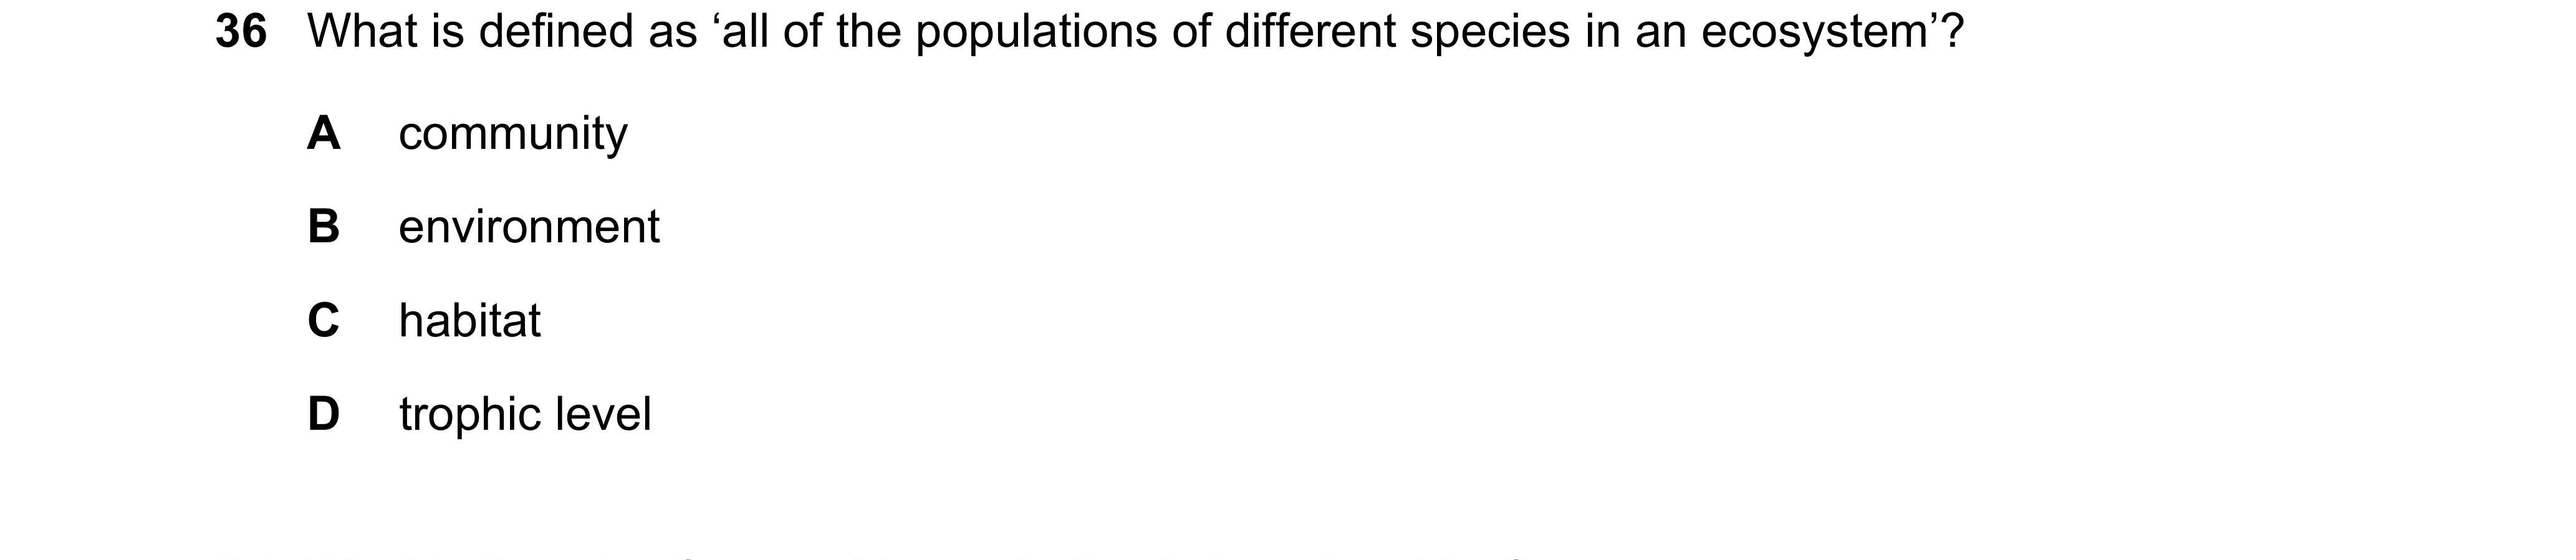 36 What is defined as ‘all of the populations of different species in an ecosystem’?
A community
B environment
C habitat
D trophic level